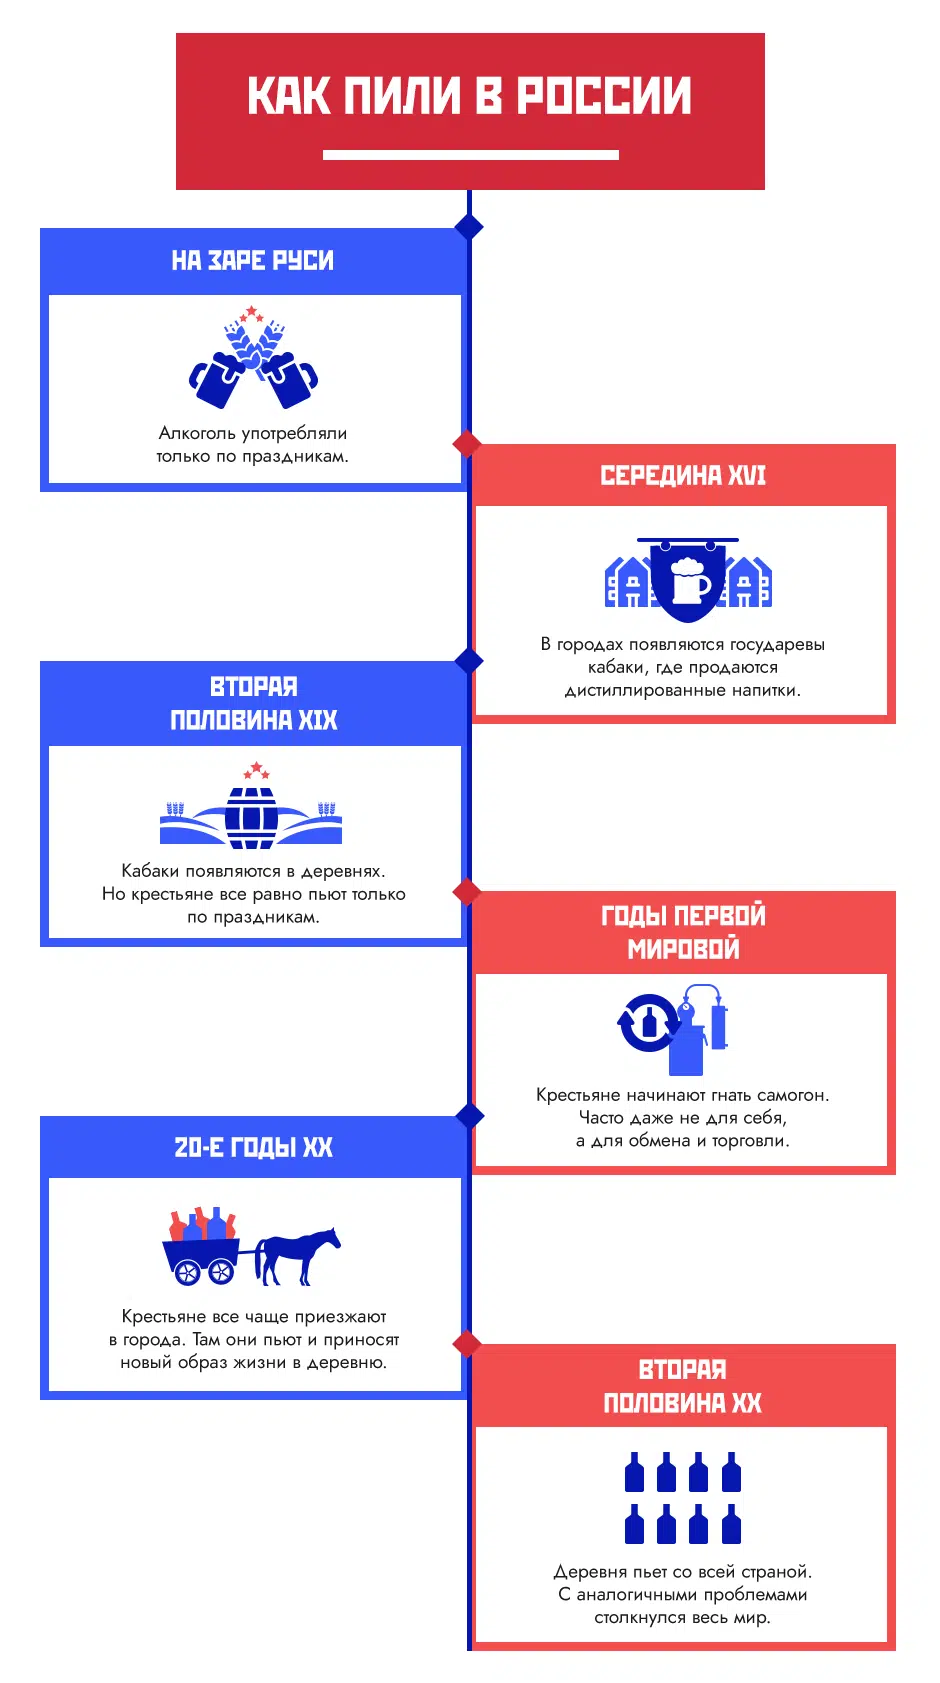 КАК ПИЛИ В РОССИИ
НА ЗАРЕ РУСИ
Алкоголь употребляли
только по праздникам.
СЕРЕДИНА XVI
В городах появляются государевы
кабаки, где продаются
дистиллированные напитки.
ВТОРАЯ
ПОЛОВИНА XIX
Кабаки появляются в деревнях.
Но крестьяне все равно пьют только
по праздникам.
ГОДЫ ПЕРВОЙ
МИРОВОЙ
Крестьяне начинают гнать самогон.
Часто даже не для себя,
а для обмена и торговли.
20-Е ГОДЫ XX
Крестьяне все чаще приезжают
в города. Там они пьют и приносят
новый образ жизни в деревню.
ВТОРАЯ
ПОЛОВИНА XX
Деревня пьет со всей страной.
С аналогичными проблемами
столкнулся весь мир.